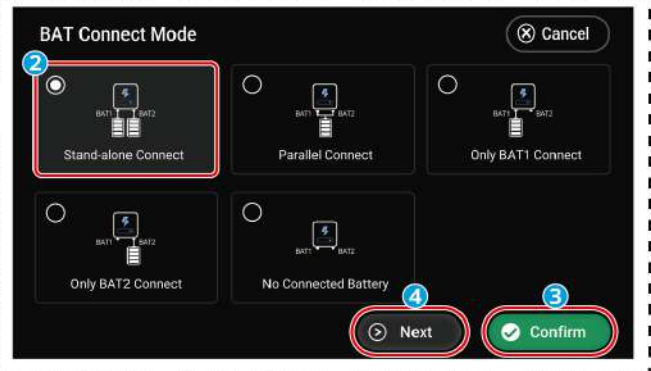 BAT Connect Mode
Cancel
2
BAT1 BAT2
Stand-alone Connect
BAT1 BAT2
Parallel Connect
BAT1 BAT2
Only BAT1 Connect
BAT1 BAT2
Only BAT2 Connect
BAT1 BAT2
No Connected Battery
4
Next
3
Confirm